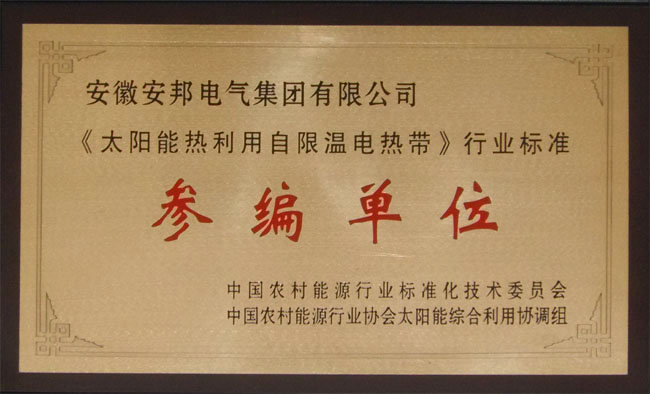 安徽安邦电气集团有限公司
《太阳能热利用自限温电热带》行业标准
参编单位
中国农村能源行业标准化技术委员会
中国农村能源行业协会太阳能综合利用协调组